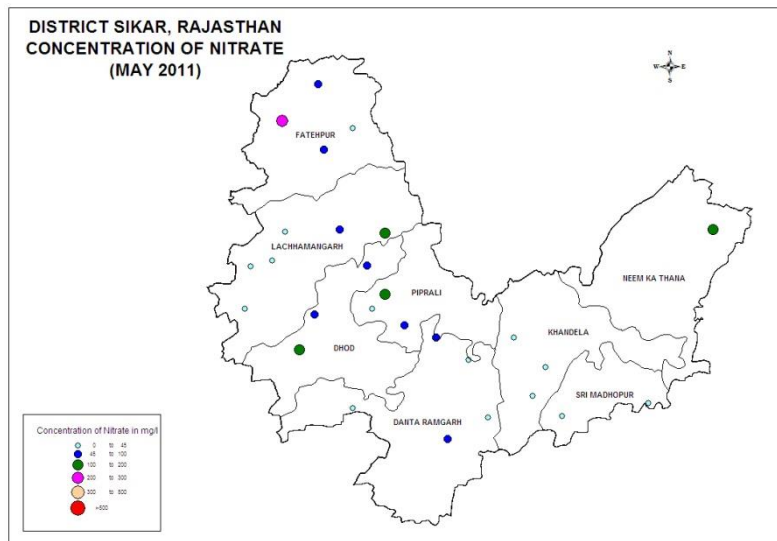 DISTRICT SIKAR, RAJASTHAN
CONCENTRATION OF NITRATE
(MAY 2011)
N
W E
S
FATEHPUR
LACHHAMANGARH
NEEM KA THANA
PIPRALI
KHANDELA
DHOD
SRI MADHOPUR
DANTA RAMGARH
Concentration of Nitrate in mg/l
0 to 45
45 to 100
100 to 200
200 to 300
300 to 500
>500